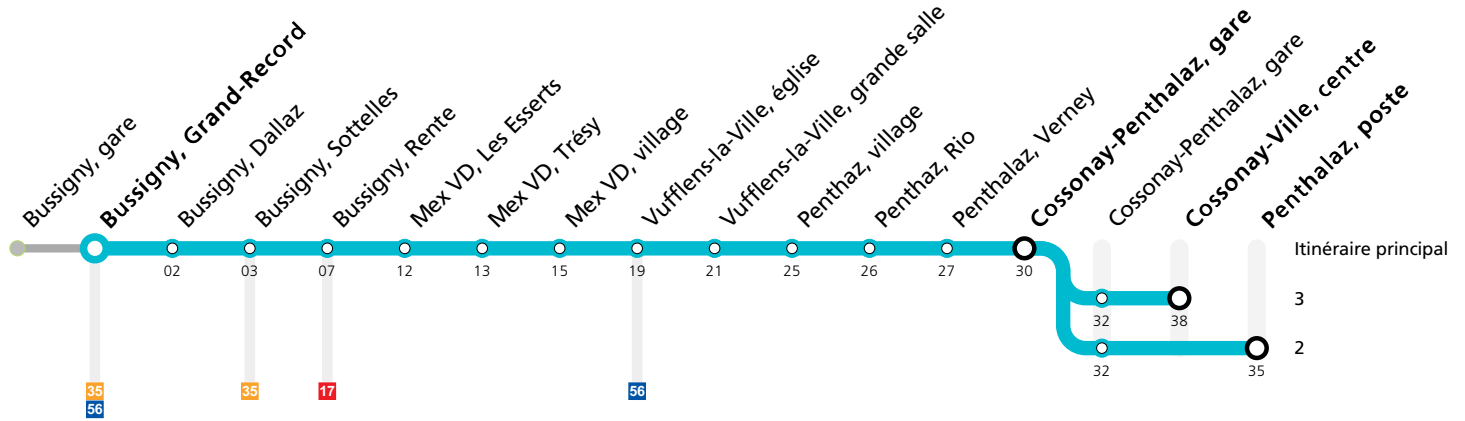 Bussigny, gare
Bussigny, Grand-Record
Bussigny, Dallaz
Bussigny, Sottelles
Bussigny, Rente
Mex VD, Les Esserts
Mex VD, Trésy
Mex VD, village
Vufflens-la-Ville, église
Vufflens-la-Ville, grande salle
Penthaz, village
Penthaz, Rio
Penthalaz, Verney
Cossonay-Penthalaz, gare
Cossonay-Penthalaz, gare
Cossonay-Ville, centre
Penthalaz, poste
Itinéraire principal
02 03 07 12 13 15 19 21 25 26 27 30
3
32 38
2
32 35
35 35 17 56
56